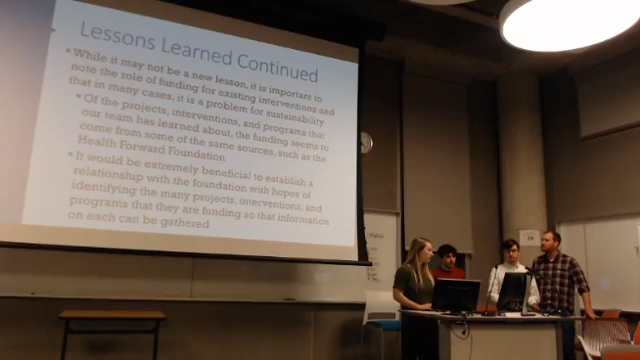 Lessons Learned Continued
• While it may not be a new lesson, it is important to
note the role of funding for existing interventions and
that in many cases, it is a problem for sustainability
• Of the projects, interventions, and programs that
our team has learned about, the funding seems to
come from some of the same sources, such as the
Health Forward Foundation
• It would be extremely beneficial to establish a
relationship with the foundation with hopes of
identifying the many projects, interventions, and
programs that they are funding so that information
on each can be gathered